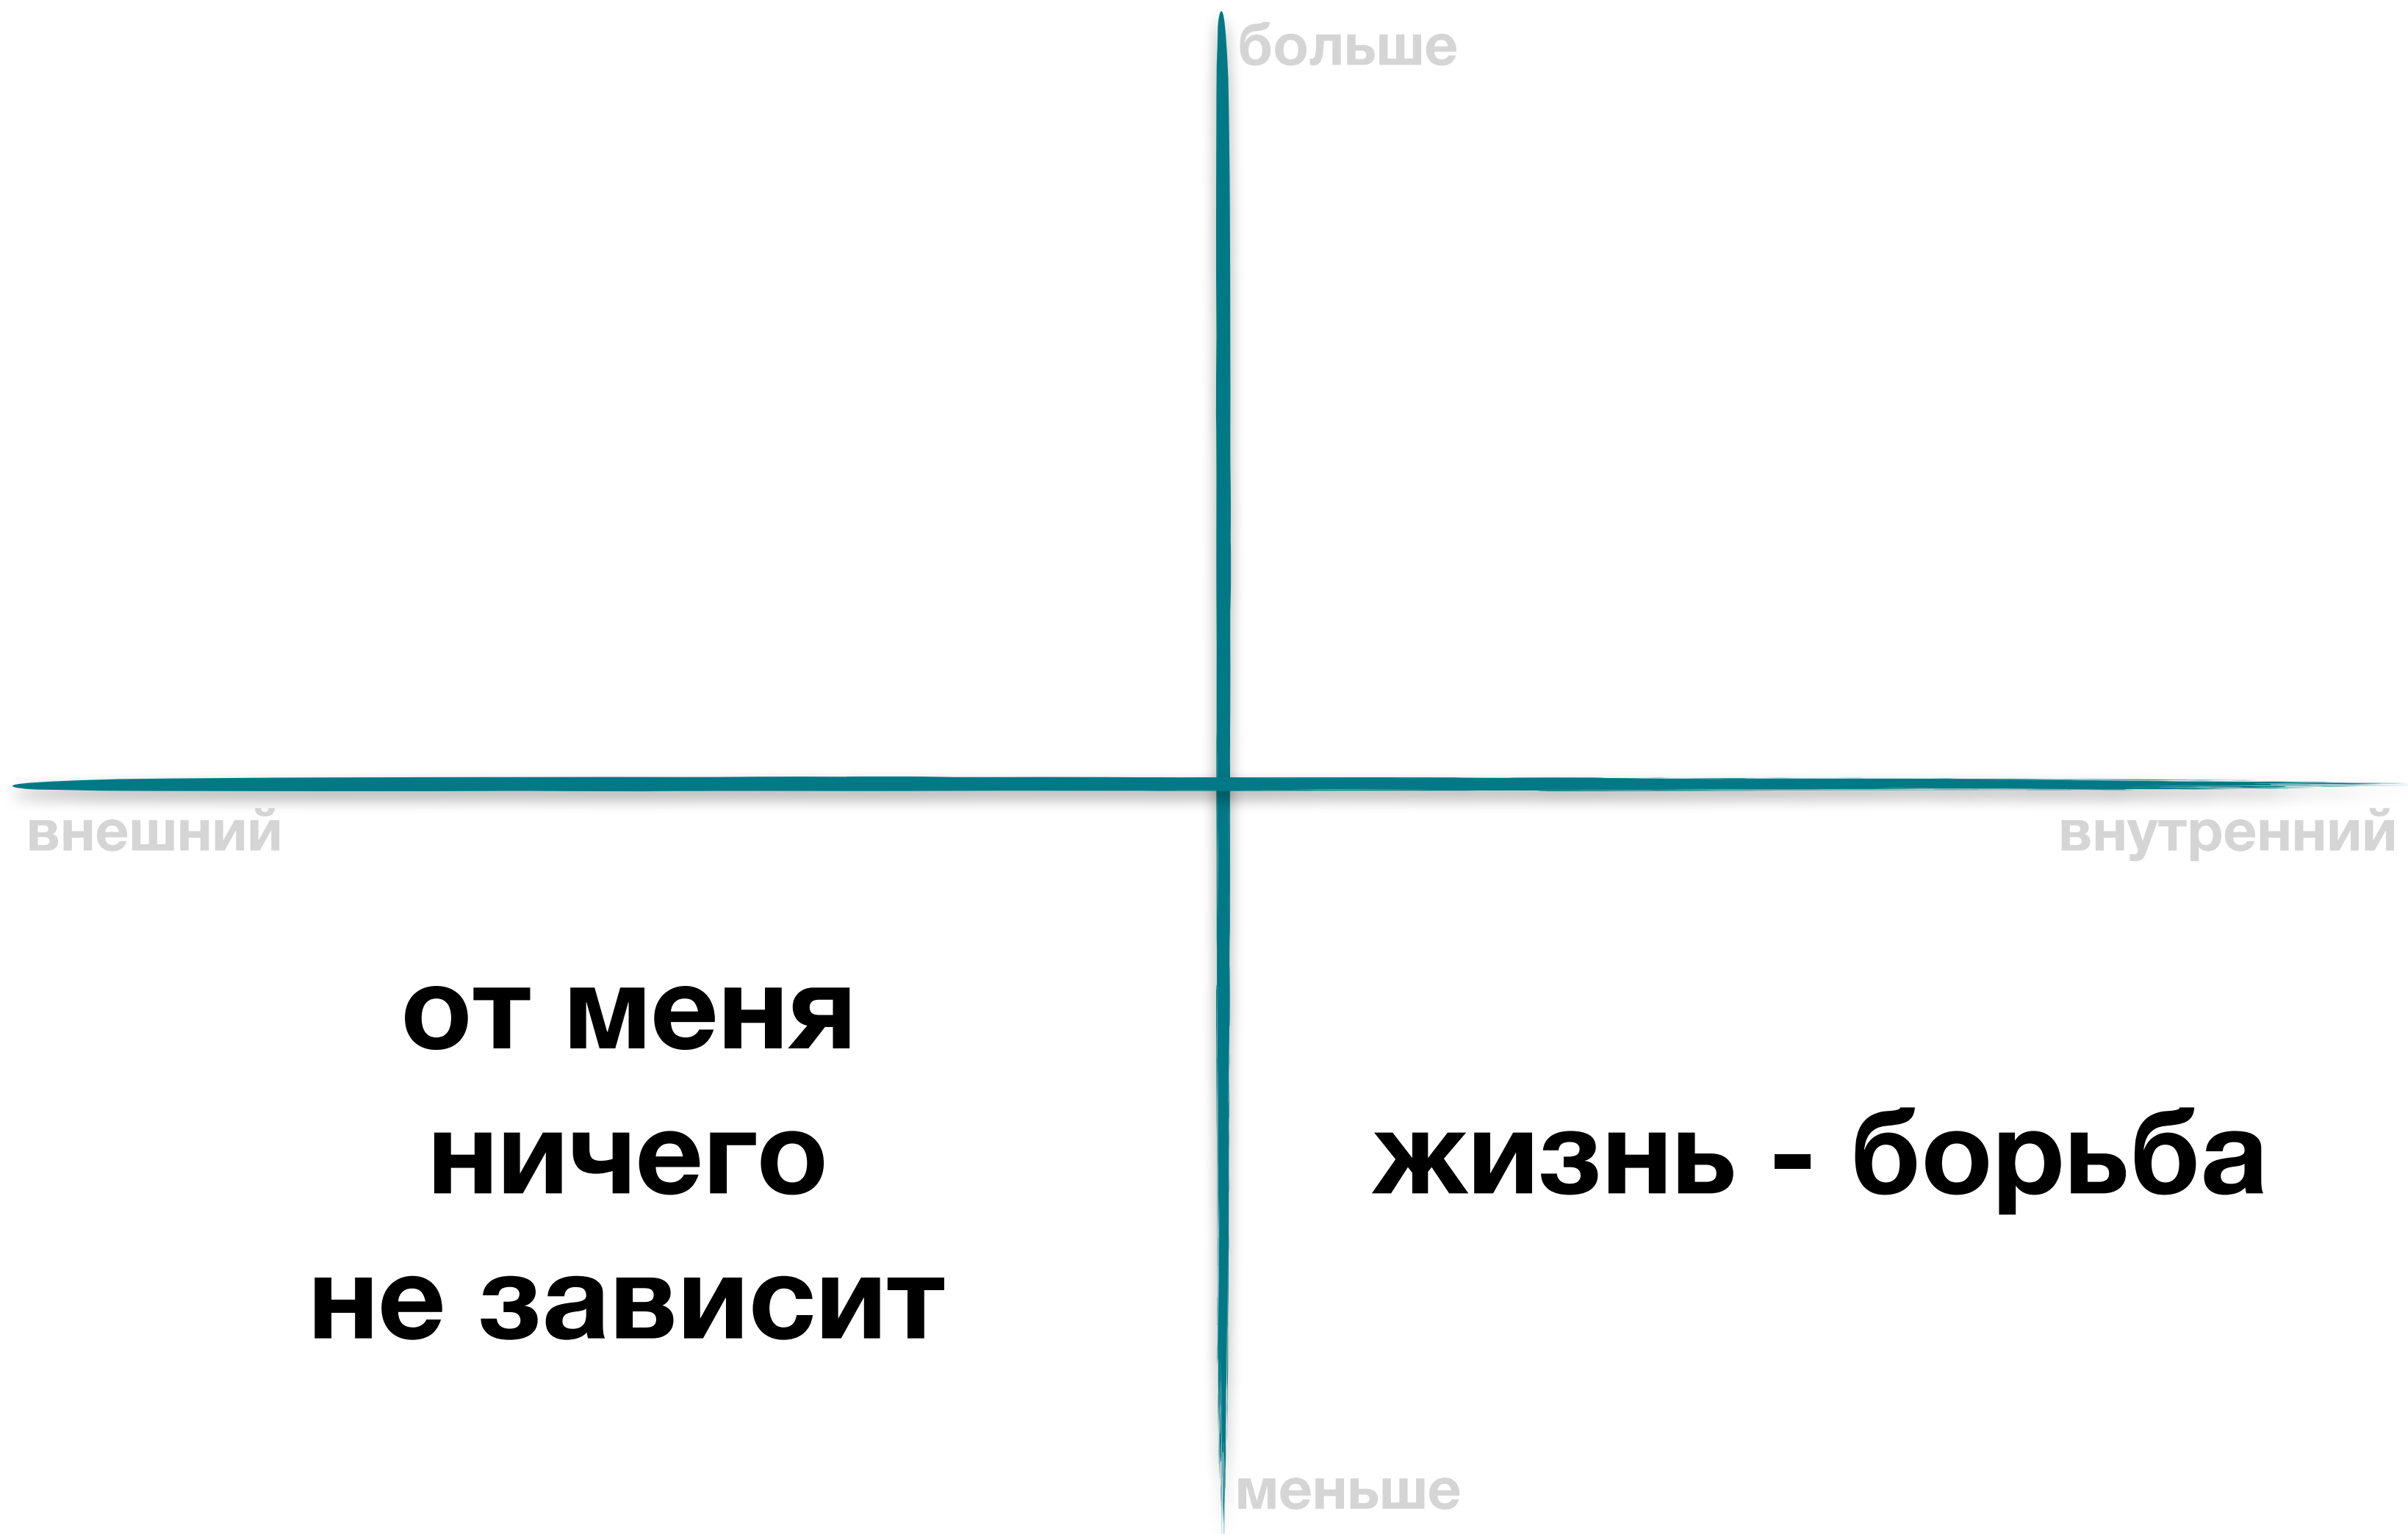 больше
внешний
внутренний
от меня
ничего
не зависит
жизнь - борьба
меньше